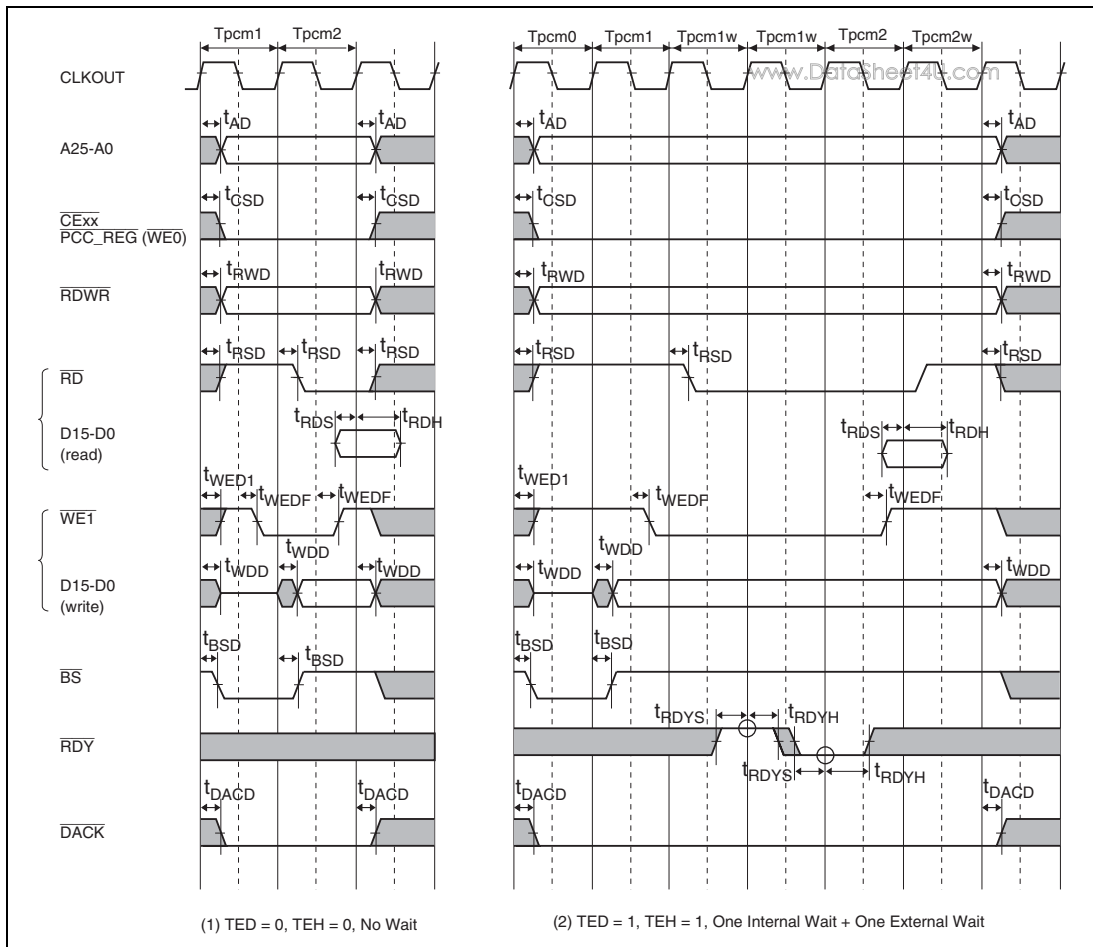 Tpcm1 Tpcm2 Tpcm0 Tpcm1 Tpcm1w Tpcm1w Tpcm2 Tpcm2w
CLKOUT
www.DataSheet4U.com
tAD tAD tAD tAD
A25-A0
tCSD tCSD tCSD tCSD
CExx
PCC_REG (WE0)
tRWD tRWD tRWD tRWD
RDWR
tRSD tRSD tRSD tRSD tRSD tRSD
RD
tRDS tRDH tRDS tRDH
D15-D0
(read)
tWED1 tWEDF tWEDF tWED1 tWEDF tWEDF
WE1
tWDD tWDD tWDD tWDD tWDD tWDD
D15-D0
(write)
tBSD tBSD tBSD tBSD
BS
tRDYS tRDYH
RDY
tRDYS tRDYH
tDACD tDACD tDACD tDACD
DACK
(1) TED = 0, TEH = 0, No Wait (2) TED = 1, TEH = 1, One Internal Wait + One External Wait